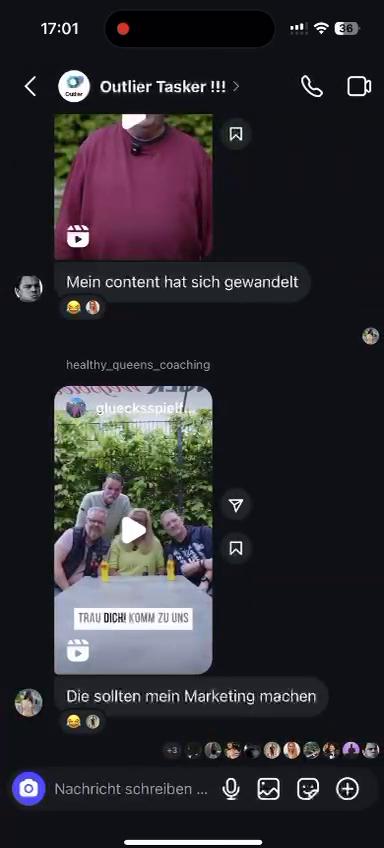 17:01
36
Outlier
Outlier Tasker !!!
Mein content hat sich gewandelt
healthy_queens_coaching
gluecksspielf...
TRAU DICH! KOMM ZU UNS
Die sollten mein Marketing machen
+3
Nachricht schreiben ...